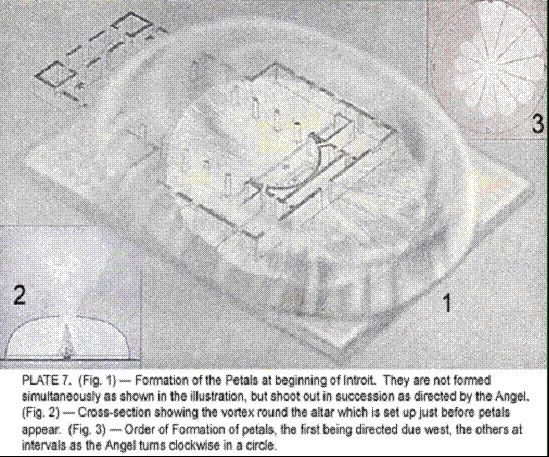 3
2
1
PLATE 7. (Fig. 1) — Formation of the Petals at beginning of Introit. They are not formed
simultaneously as shown in the illustration, but shoot out in succession as directed by the Angel.
(Fig. 2) — Cross-section showing the vortex round the altar which is set up just before petals
appear. (Fig. 3) — Order of Formation of petals, the first being directed due west, the others at
intervals as the Angel turns clockwise in a circle.